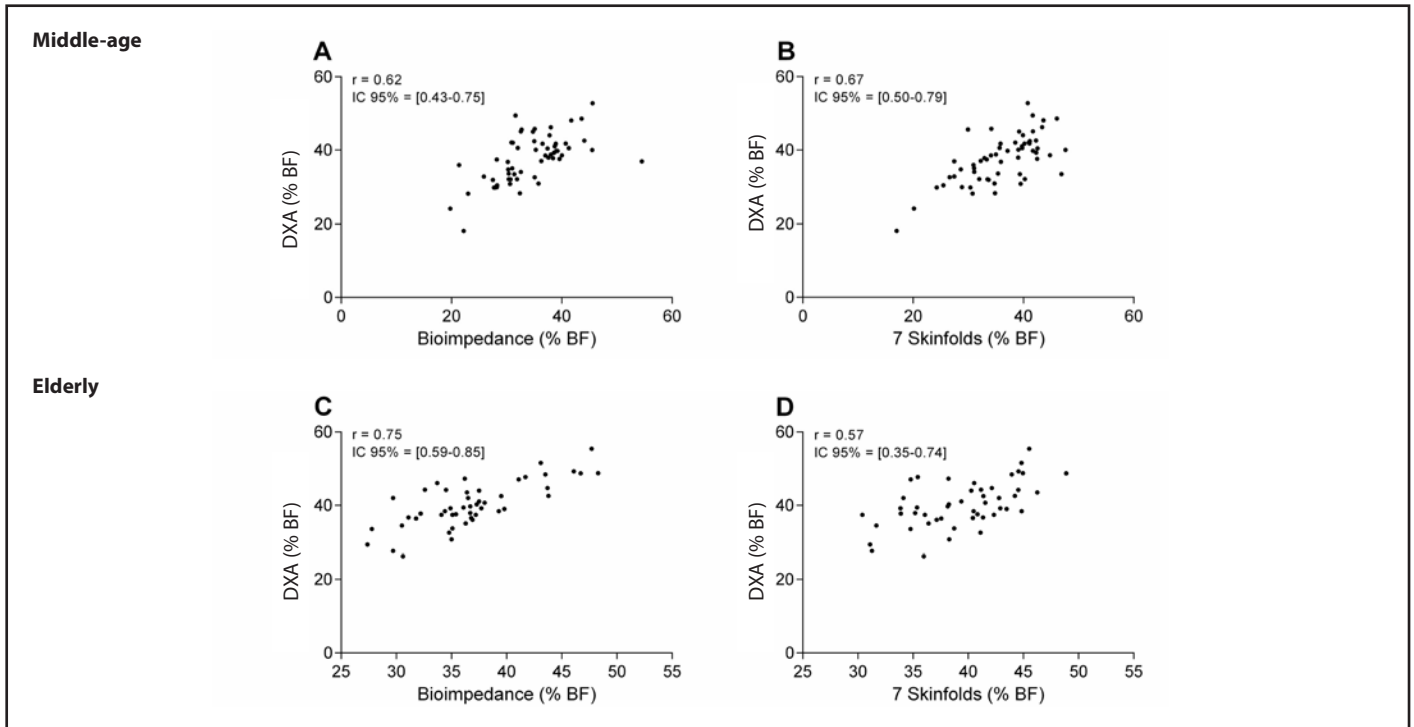 Middle-age
A
r = 0.62
IC 95% = [0.43-0.75]
60
40
20
0
DXA (% BF)
0 20 40 60
Bioimpedance (% BF)
B
r = 0.67
IC 95% = [0.50-0.79]
60
40
20
0
DXA (% BF)
0 20 40 60
7 Skinfolds (% BF)
Elderly
C
r = 0.75
IC 95% = [0.59-0.85]
60
40
20
0
DXA (% BF)
25 30 35 40 45 50 55
Bioimpedance (% BF)
D
r = 0.57
IC 95% = [0.35-0.74]
60
40
20
0
DXA (% BF)
25 30 35 40 45 50 55
7 Skinfolds (% BF)